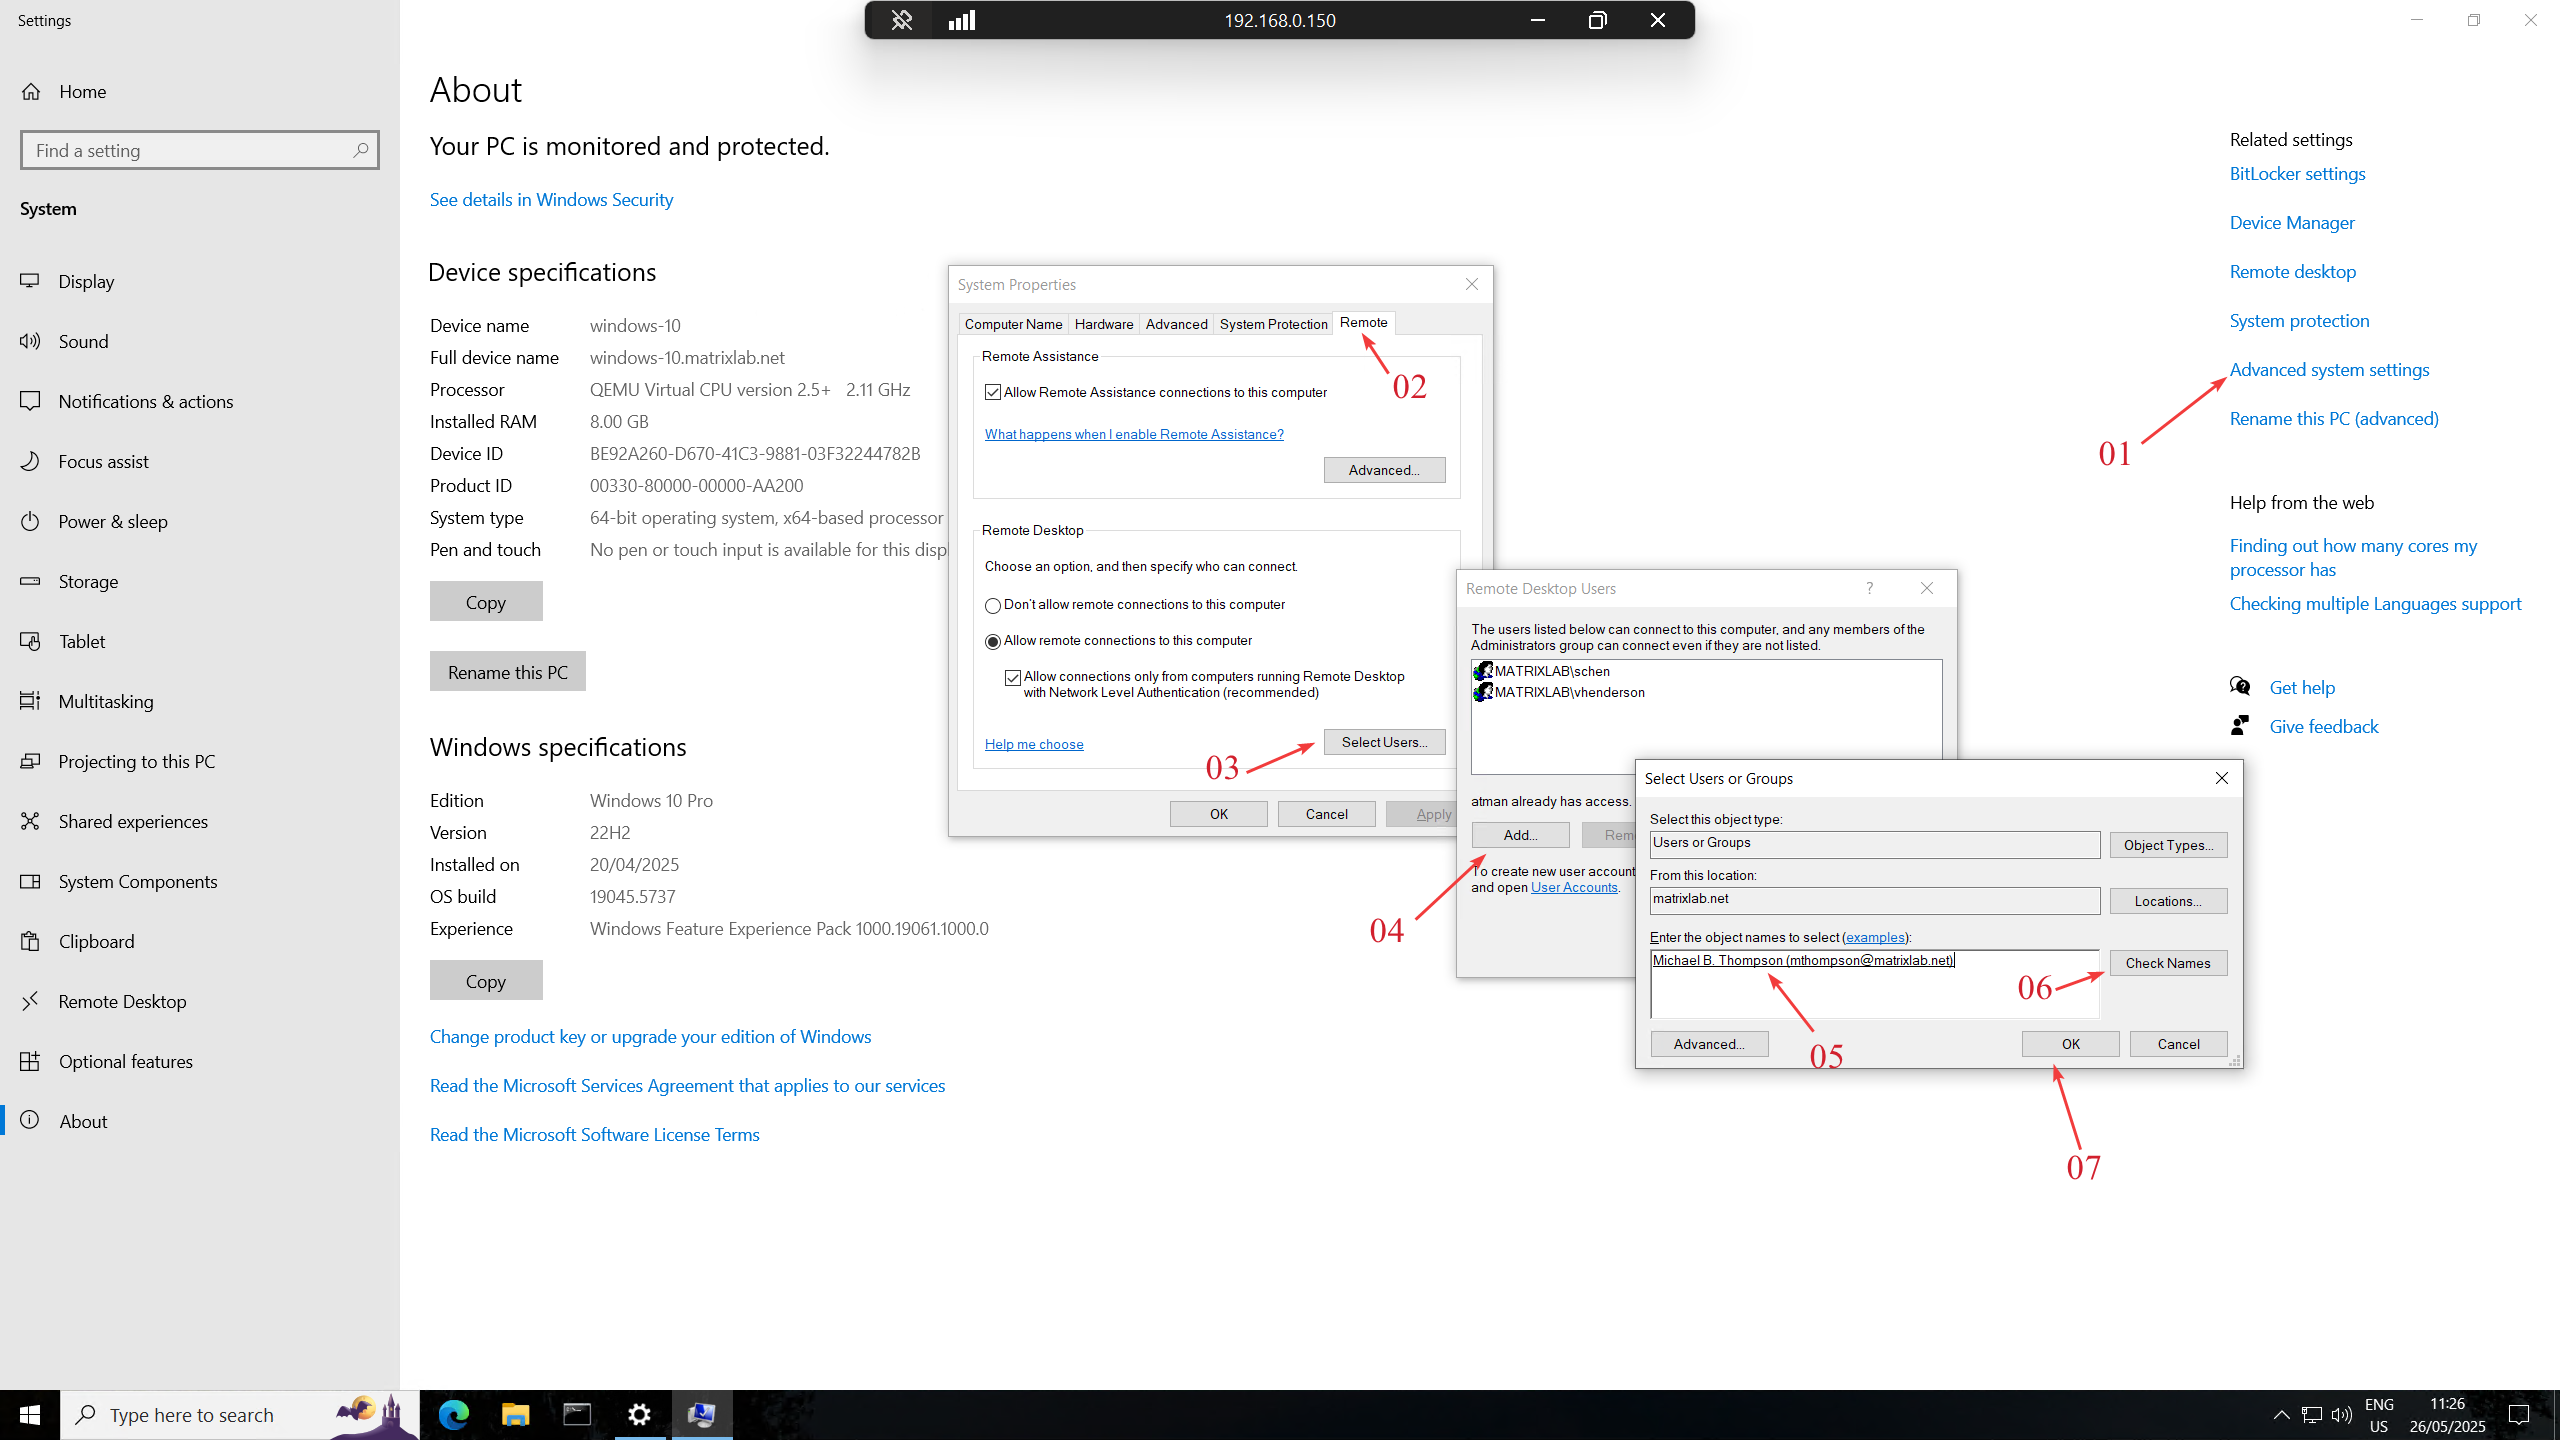 Settings
192.168.0.150
Home
Find a setting
System
Display
Sound
Notifications & actions
Focus assist
Power & sleep
Storage
Tablet
Multitasking
Projecting to this PC
Shared experiences
System Components
Clipboard
Remote Desktop
Optional features
About
About
Your PC is monitored and protected.
See details in Windows Security
Device specifications
Device name windows-10
Full device name windows-10.matrixlab.net
Processor QEMU Virtual CPU version 2.5+ 2.11 GHz
Installed RAM 8.00 GB
Device ID BE92A260-D670-41C3-9881-03F32244782B
Product ID 00330-80000-00000-AA200
System type 64-bit operating system, x64-based processor
Pen and touch No pen or touch input is available for this disp
Copy
Rename this PC
Windows specifications
Edition Windows 10 Pro
Version 22H2
Installed on 20/04/2025
OS build 19045.5737
Experience Windows Feature Experience Pack 1000.19061.1000.0
Copy
Change product key or upgrade your edition of Windows
Read the Microsoft Services Agreement that applies to our services
Read the Microsoft Software License Terms
System Properties
Computer Name Hardware Advanced System Protection Remote
02
Remote Assistance
Allow Remote Assistance connections to this computer
What happens when I enable Remote Assistance?
Advanced...
Remote Desktop
Choose an option, and then specify who can connect.
Don't allow remote connections to this computer
Allow remote connections to this computer
Allow connections only from computers running Remote Desktop
with Network Level Authentication (recommended)
Help me choose
03
Select Users...
OK Cancel Apply
Remote Desktop Users ?
The users listed below can connect to this computer, and any members of the
Administrators group can connect even if they are not listed.
MATRIXLAB\schen
MATRIXLAB\vhenderson
atman already has access.
Add... Rem
To create new user account
and open User Accounts.
04
Select Users or Groups
Select this object type:
Users or Groups
Object Types...
From this location:
matrixlab.net
Locations...
Enter the object names to select (examples):
Michael B. Thompson (mthompson@matrixlab.net)
Check Names
06
05
Advanced... OK Cancel
07
Related settings
BitLocker settings
Device Manager
Remote desktop
System protection
Advanced system settings
Rename this PC (advanced)
01
Help from the web
Finding out how many cores my
processor has
Checking multiple Languages support
Get help
Give feedback
Type here to search
ENG
US
11:26
26/05/2025